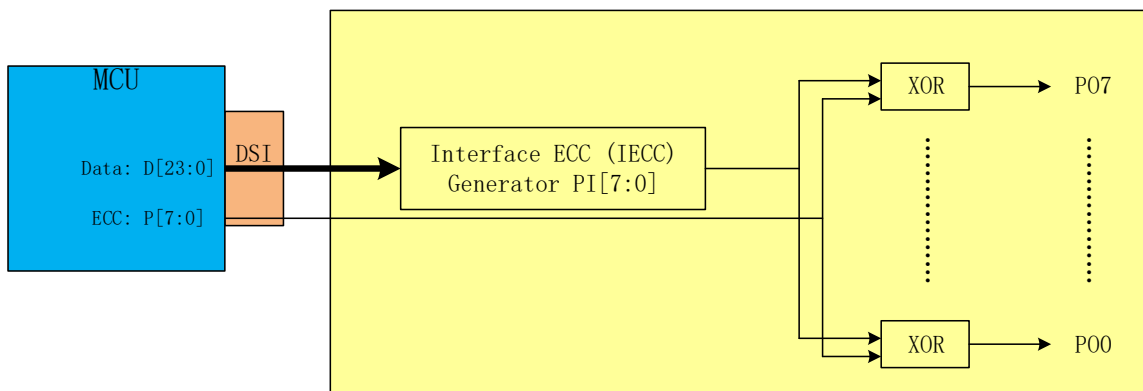 MCU
DSI
Data: D[23:0]
ECC: P[7:0]
Interface ECC (IECC)
Generator PI[7:0]
XOR
PO7
XOR
PO0